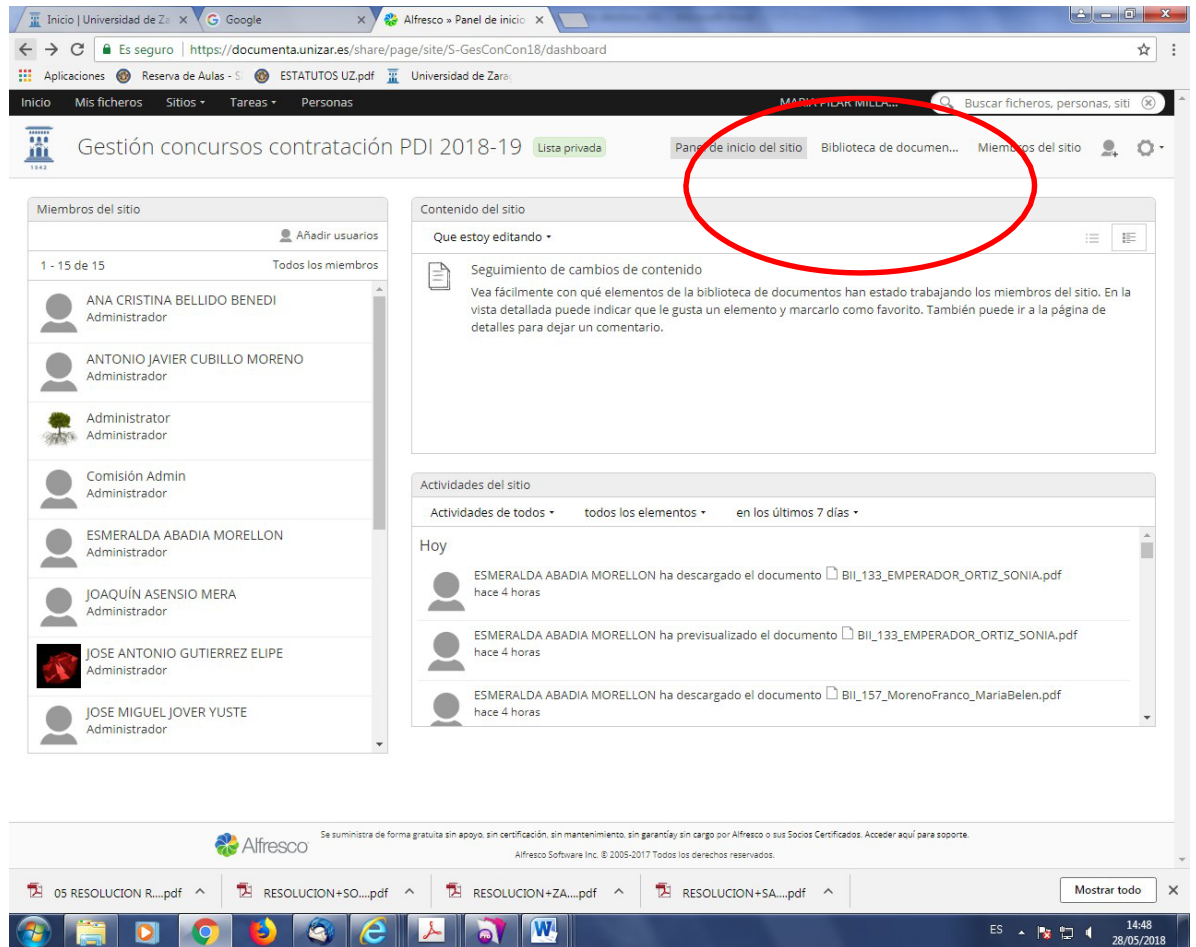 Inicio | Universidad de Za
Google
Alfresco » Panel de inicio
Es seguro | https://documenta.unizar.es/share/page/site/S-GesConCon18/dashboard
Aplicaciones Reserva de Aulas - S ESTATUTOS UZ.pdf Universidad de Zarag
Inicio Mis ficheros Sitios Tareas Personas MARIA PILAR MILLA... Buscar ficheros, personas, siti
1542
Gestión concursos contratación PDI 2018-19 Lista privada Panel de inicio del sitio Biblioteca de documen... Miembros del sitio
Miembros del sitio
Añadir usuarios
1 - 15 de 15 Todos los miembros
ANA CRISTINA BELLIDO BENEDI
Administrador
ANTONIO JAVIER CUBILLO MORENO
Administrador
Administrator
Administrador
Comisión Admin
Administrador
ESMERALDA ABADIA MORELLON
Administrador
JOAQUÍN ASENSIO MERA
Administrador
JOSE ANTONIO GUTIERREZ ELIPE
Administrador
JOSE MIGUEL JOVER YUSTE
Administrador
Contenido del sitio
Que estoy editando
Seguimiento de cambios de contenido
Vea fácilmente con qué elementos de la biblioteca de documentos han estado trabajando los miembros del sitio. En la
vista detallada puede indicar que le gusta un elemento y marcarlo como favorito. También puede ir a la página de
detalles para dejar un comentario.
Actividades del sitio
Actividades de todos todos los elementos en los últimos 7 días
Hoy
ESMERALDA ABADIA MORELLON ha descargado el documento BII_133_EMPERADOR_ORTIZ_SONIA.pdf
hace 4 horas
ESMERALDA ABADIA MORELLON ha previsualizado el documento BII_133_EMPERADOR_ORTIZ_SONIA.pdf
hace 4 horas
ESMERALDA ABADIA MORELLON ha descargado el documento BII_157_MorenoFranco_MariaBelen.pdf
hace 4 horas
Alfresco
Se suministra de forma gratuita sin apoyo, sin certificación, sin mantenimiento, sin garantíay sin cargo por Alfresco o sus Socios Certificados. Acceder aquí para soporte.
Alfresco Software Inc. © 2005-2017 Todos los derechos reservados.
05 RESOLUCION R....pdf RESOLUCION+SO....pdf RESOLUCION+ZA....pdf RESOLUCION+SA....pdf Mostrar todo
ES 14:48
28/05/2018